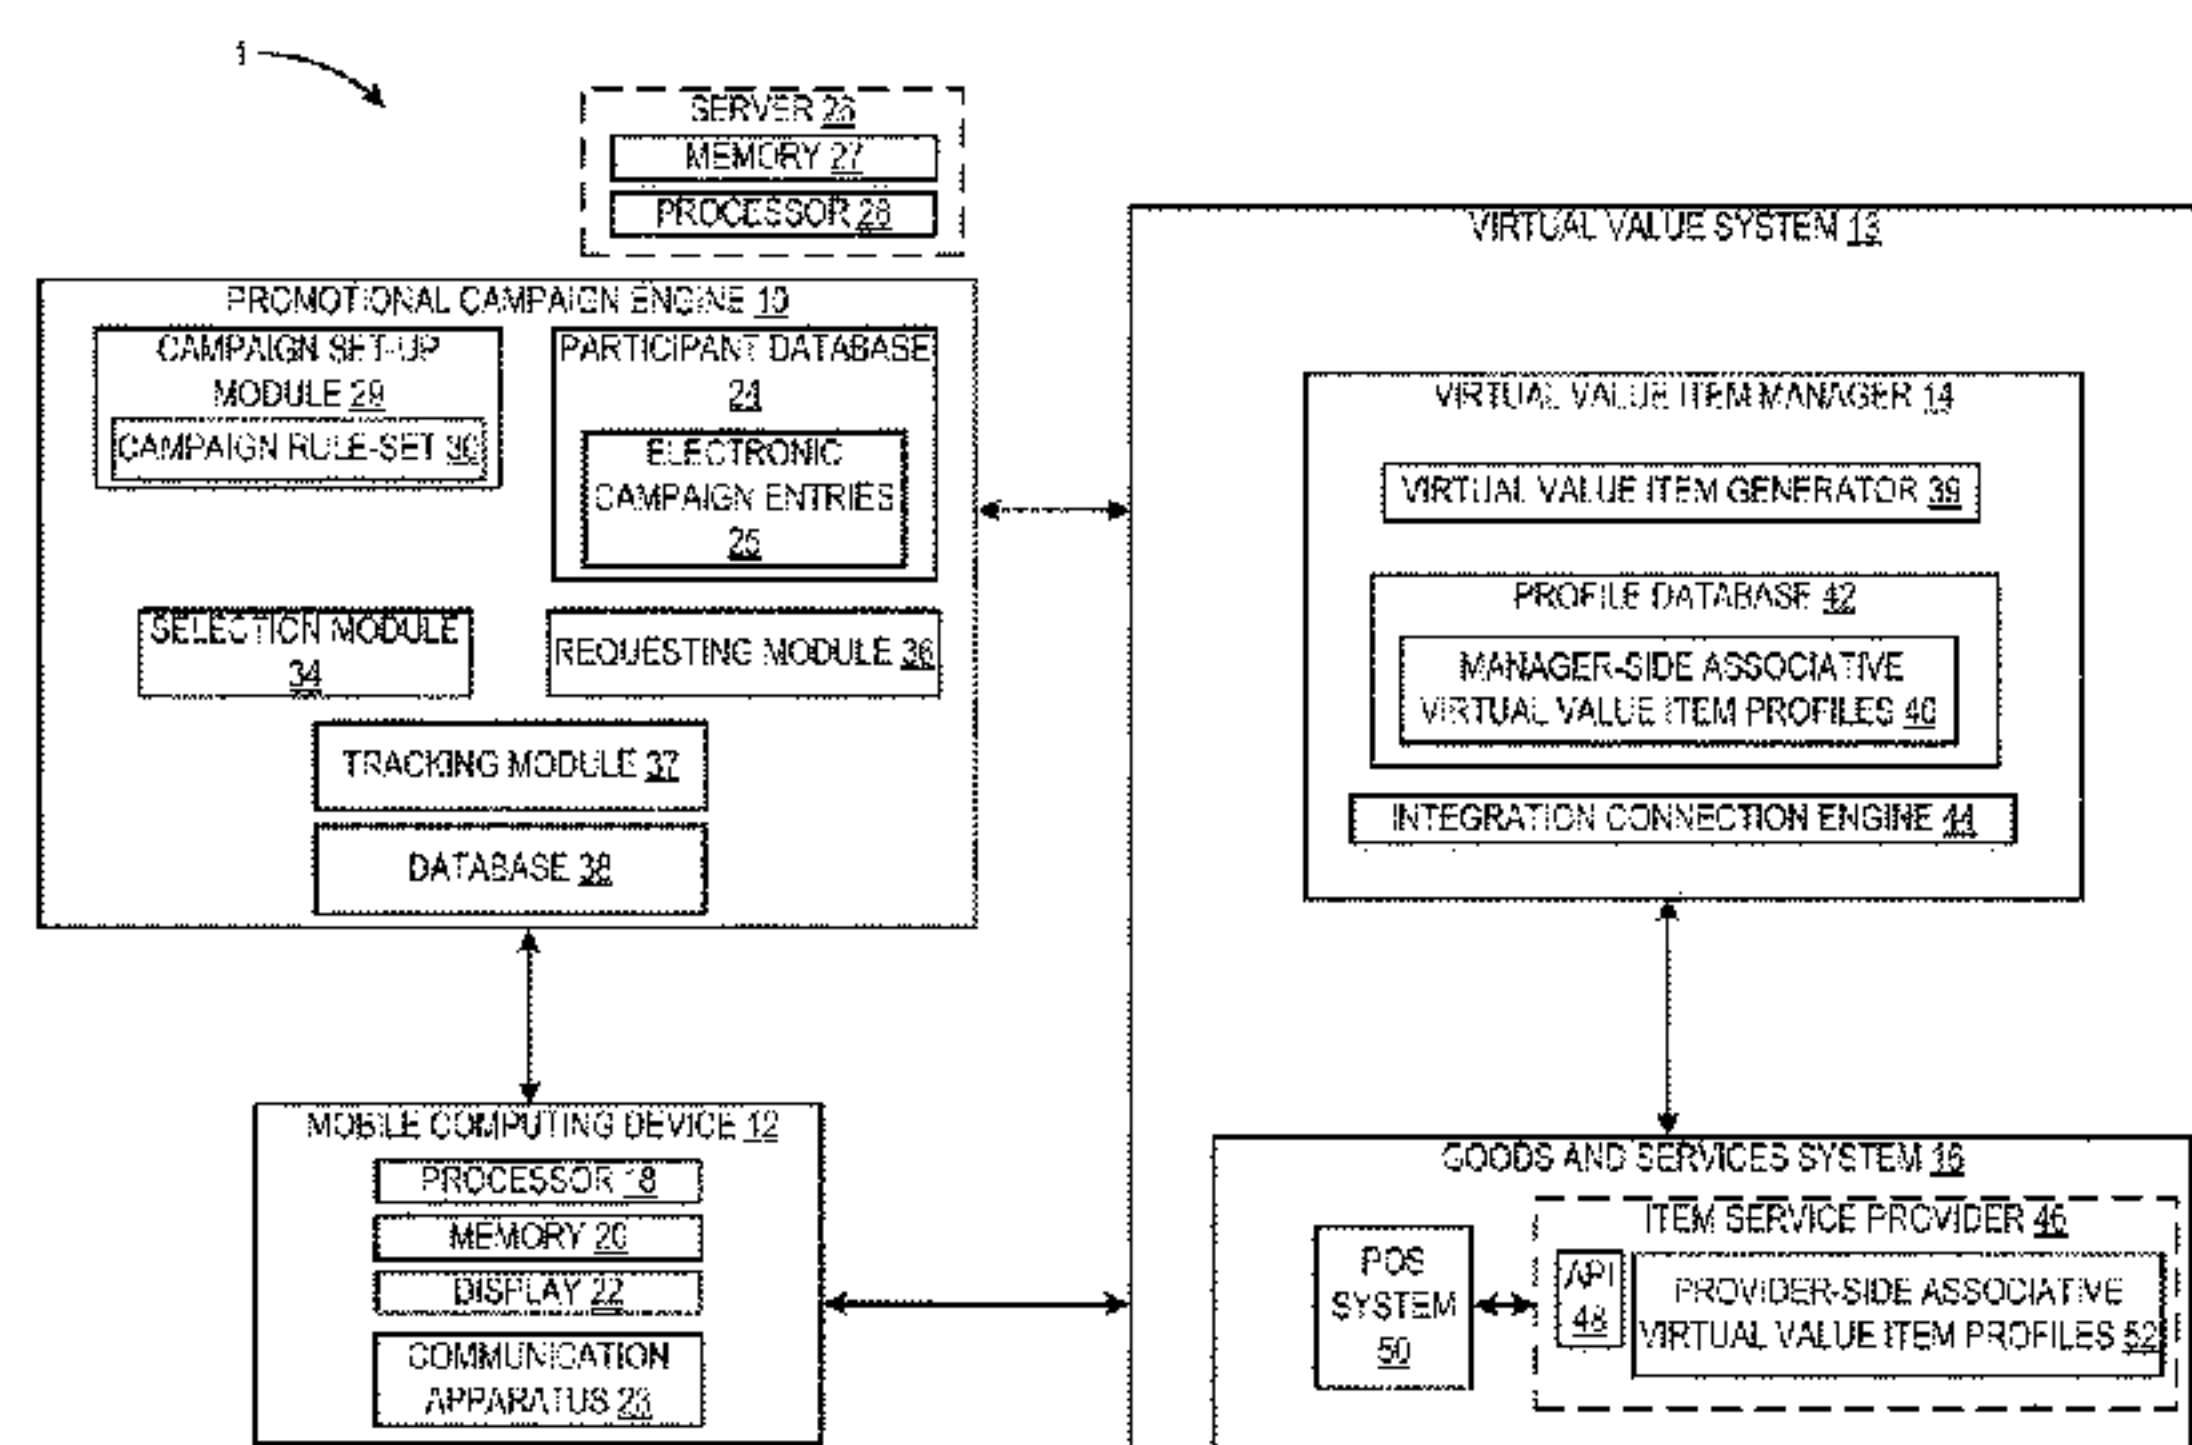 1
SERVER 26
MEMORY 27
PROCESSOR 28
PROMOTIONAL CAMPAIGN ENGINE 10
CAMPAIGN SET-UP
MODULE 29
CAMPAIGN RULE-SET 30
PARTICIPANT DATABASE
24
ELECTRONIC
CAMPAIGN ENTRIES
25
SELECTION MODULE
34
REQUESTING MODULE 36
TRACKING MODULE 37
DATABASE 38
MOBILE COMPUTING DEVICE 12
PROCESSOR 18
MEMORY 20
DISPLAY 22
COMMUNICATION
APPARATUS 23
VIRTUAL VALUE SYSTEM 13
VIRTUAL VALUE ITEM MANAGER 14
VIRTUAL VALUE ITEM GENERATOR 39
PROFILE DATABASE 42
MANAGER-SIDE ASSOCIATIVE
VIRTUAL VALUE ITEM PROFILES 40
INTEGRATION CONNECTION ENGINE 44
GOODS AND SERVICES SYSTEM 16
POS
SYSTEM
50
ITEM SERVICE PROVIDER 46
API
48
PROVIDER-SIDE ASSOCIATIVE
VIRTUAL VALUE ITEM PROFILES 52